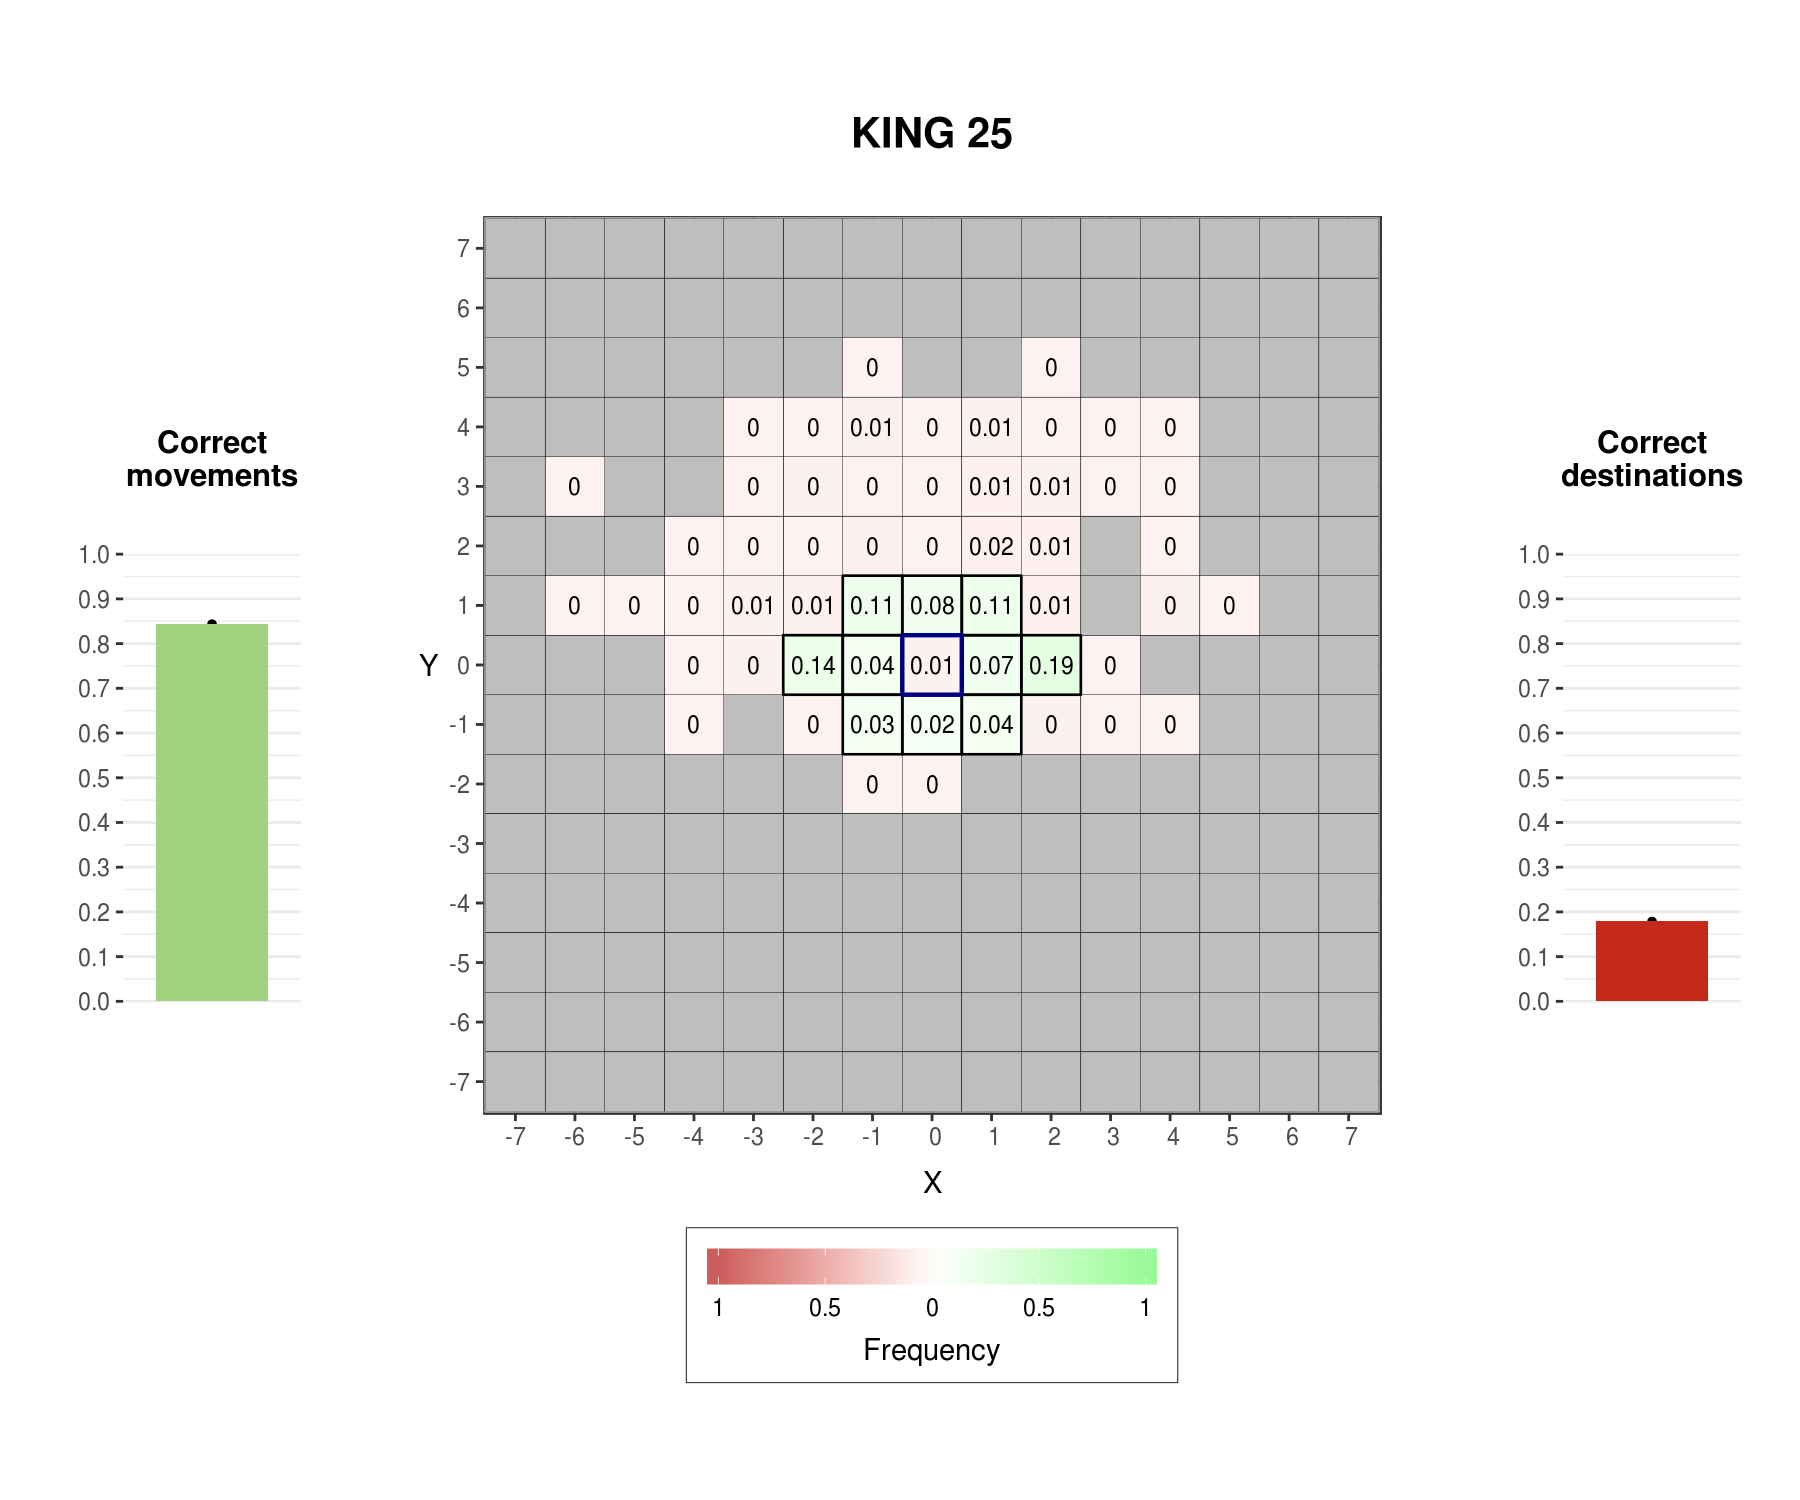 KING 25
Correct
movements
1.0
0.9
0.8
0.7
0.6
0.5
0.4
0.3
0.2
0.1
0.0
Y
7
6
5 0 0
4 0 0 0.01 0 0.01 0 0 0
3 0 0 0 0 0 0.01 0.01 0 0
2 0 0 0 0 0 0.02 0.01 0
1 0 0 0 0.01 0.01 0.11 0.08 0.11 0.01 0 0
0 0 0 0.14 0.04 0.01 0.07 0.19 0
-1 0 0 0.03 0.02 0.04 0 0 0
-2 0 0
-3
-4
-5
-6
-7
-7 -6 -5 -4 -3 -2 -1 0 1 2 3 4 5 6 7
X
1 0.5 0 0.5 1
Frequency
Correct
destinations
1.0
0.9
0.8
0.7
0.6
0.5
0.4
0.3
0.2
0.1
0.0